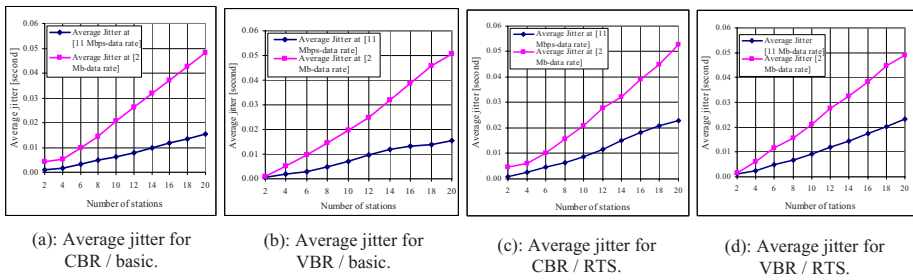 0.06
0.05
0.04
0.03
0.02
0.01
0.00
Average jitter [second]
Average Jitter at
[11 Mbps-data rate]
Average Jitter at [2
Mb-data rate]
2 4 6 8 10 12 14 16 18 20
Number of stations
(a): Average jitter for
CBR / basic.
0.06
0.05
0.04
0.03
0.02
0.01
0.00
Average jitter [second]
Average Jitter at [11
Mbps-data rate]
Average Jitter at [2
Mb-data rate]
2 4 6 8 10 12 14 16 18 20
Number of stations
(b): Average jitter for
VBR / basic.
0.06
0.05
0.04
0.03
0.02
0.01
0.00
Average jitter [second]
Average Jitter at [11
Mbps-data rate]
Average Jitter at [2
Mb-data rate]
2 4 6 8 10 12 14 16 18 20
Number of stations
(c): Average jitter for
CBR / RTS.
0.06
0.05
0.04
0.03
0.02
0.01
0.00
Average jitter [second]
Average Jitter
[11 Mb-data rate]
Average Jitter at [2
Mb-data rate]
2 4 6 8 10 12 14 16 18 20
Number of stations
(d): Average jitter for
VBR / RTS.